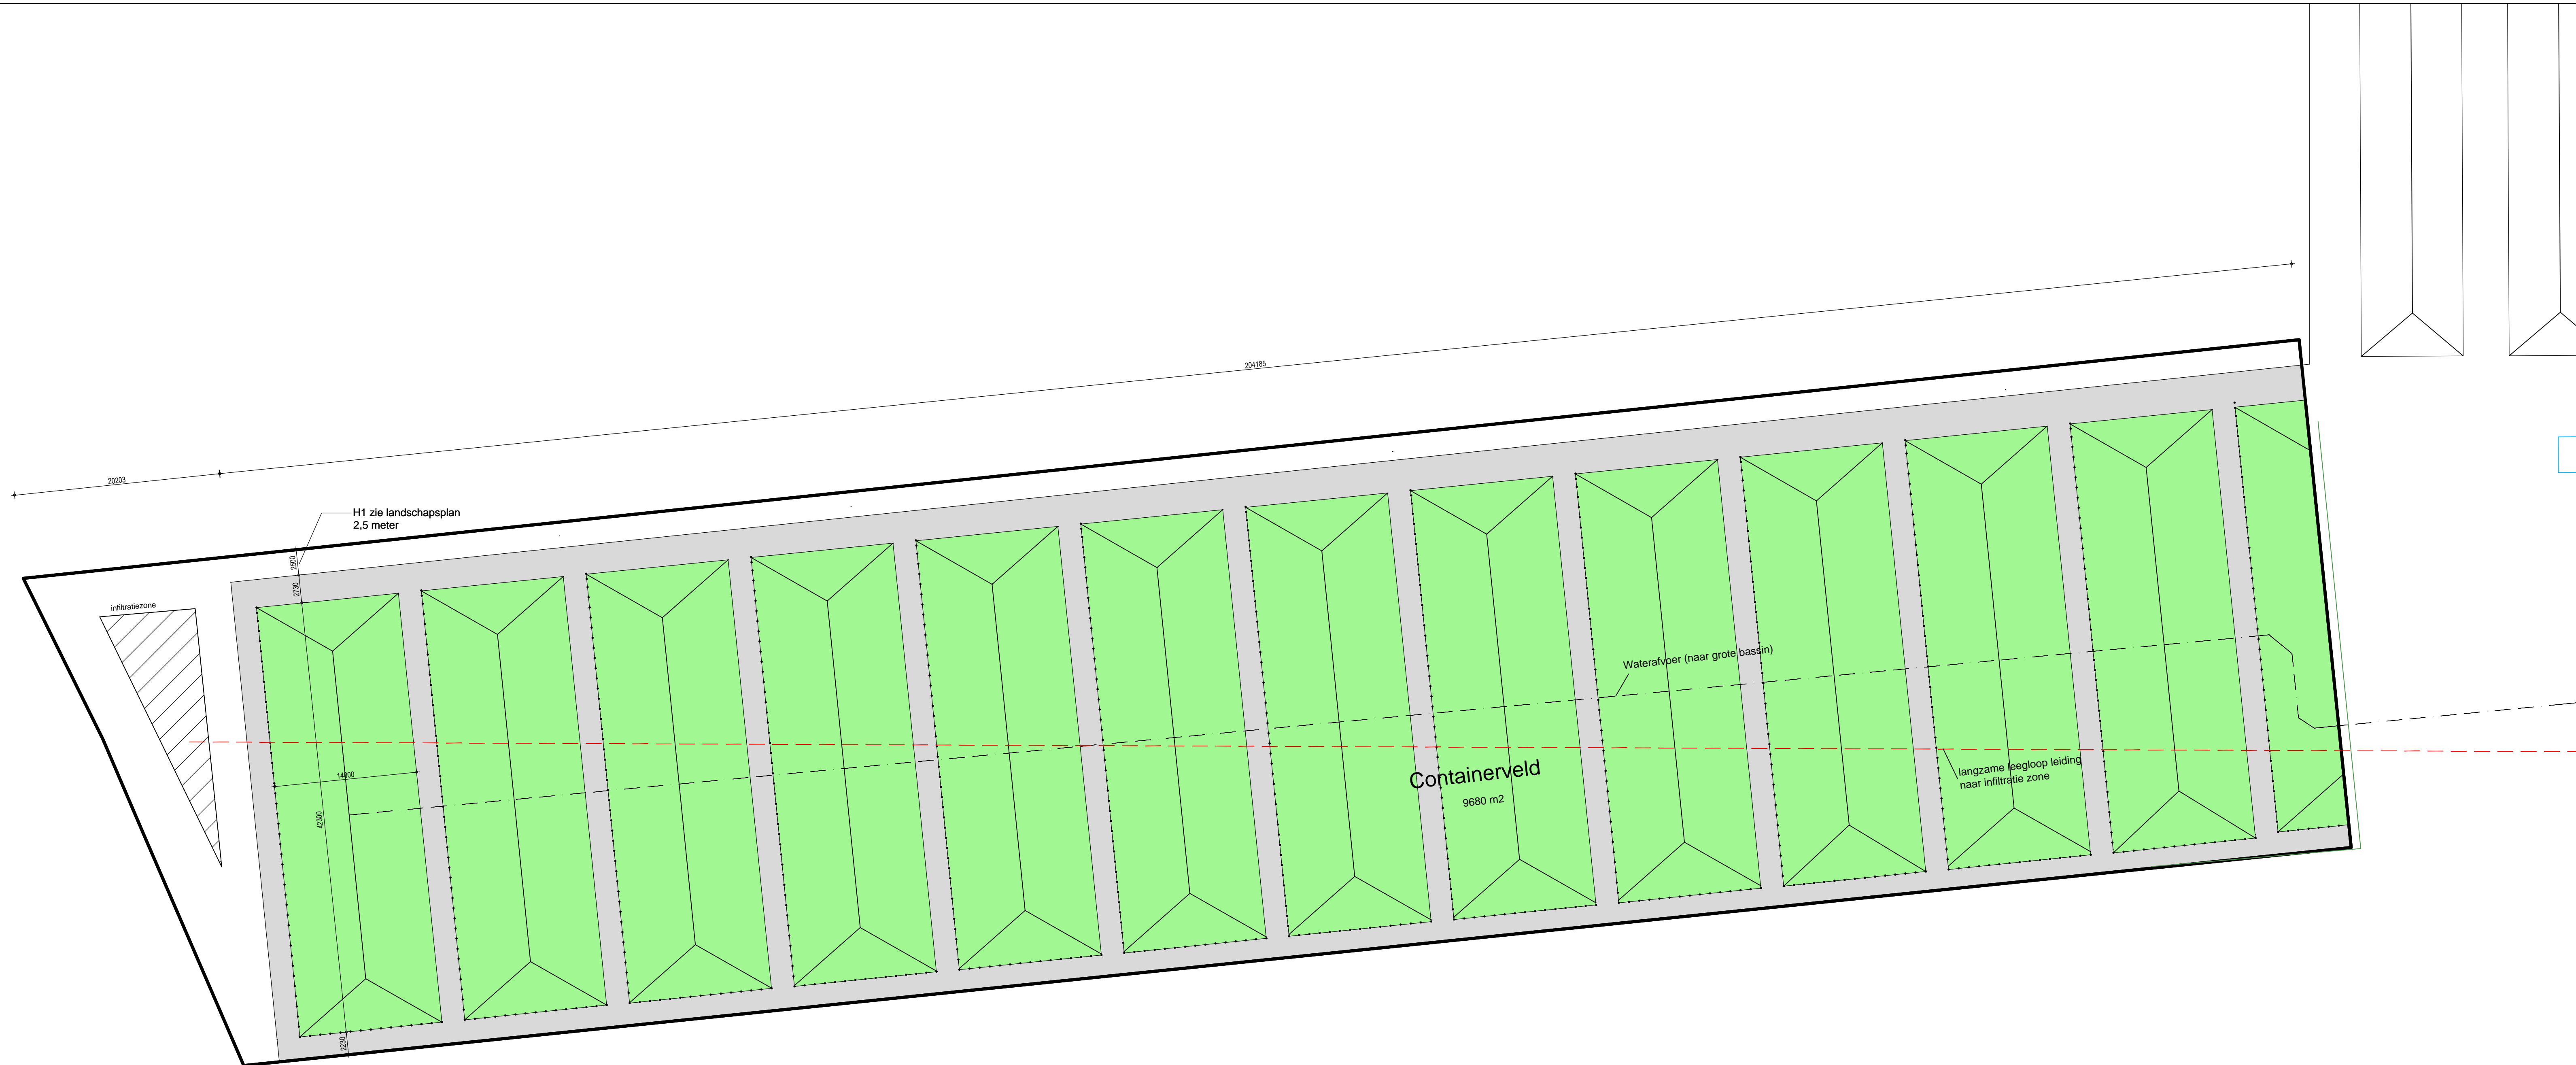 204185
20203
H1 zie landschapsplan
2,5 meter
2500
2730
infiltratiezone
Waterafvoer (naar grote bassin)
langzame leegloop leiding
naar infiltratie zone
Containerveld
9680 m2
14000
42300
2230